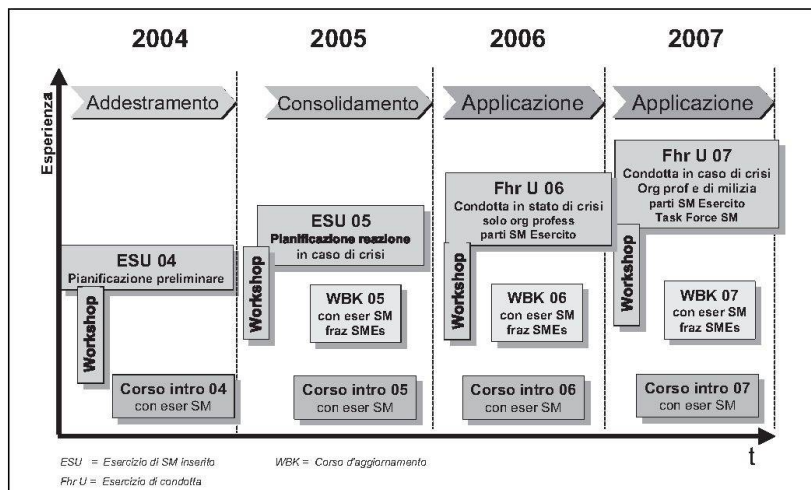 2004
2005
2006
2007
Esperienza
Addestramento
Consolidamento
Applicazione
Applicazione
ESU 04
Pianificazione preliminare
Workshop
Corso intro 04
con eser SM
ESU 05
Pianificazione reazione
in caso di crisi
Workshop
WBK 05
con eser SM
fraz SMEs
Corso intro 05
con eser SM
Fhr U 06
Condotta in stato di crisi
solo org profess
parti SM Esercito
Workshop
WBK 06
con eser SM
fraz SMEs
Corso intro 06
con eser SM
Fhr U 07
Condotta in caso di crisi
Org prof e di milizia
parti SM Esercito
Task Force SM
Workshop
WBK 07
con eser SM
fraz SMEs
Corso intro 07
con eser SM
t
ESU = Esercizio di SM inserito
WBK = Corso d'aggiornamento
Fhr U = Esercizio di condotta